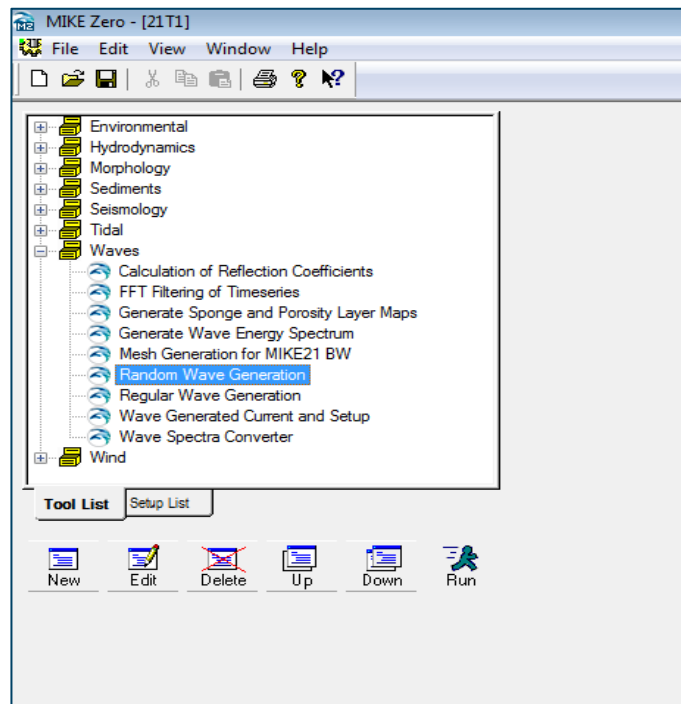 MIKE Zero - [21T1]
File Edit View Window Help
Environmental
Hydrodynamics
Morphology
Sediments
Seismology
Tidal
Waves
Calculation of Reflection Coefficients
FFT Filtering of Timeseries
Generate Sponge and Porosity Layer Maps
Generate Wave Energy Spectrum
Mesh Generation for MIKE21 BW
Random Wave Generation
Regular Wave Generation
Wave Generated Current and Setup
Wave Spectra Converter
Wind
Tool List Setup List
New Edit Delete Up Down Run